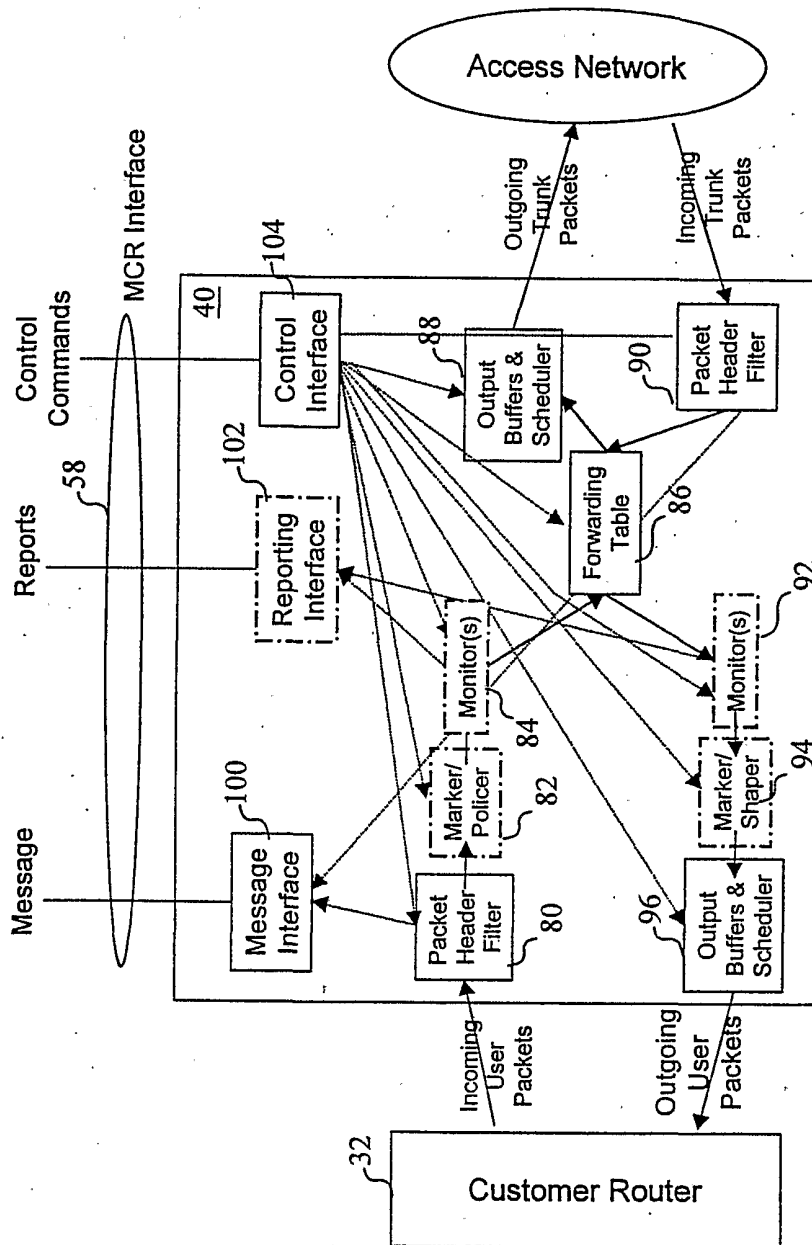 Message
Reports
Control
Commands
58
MCR Interface
40
100
Message
Interface
102
Reporting
Interface
104
Control
Interface
32
Customer Router
Incoming
User
Packets
Packet
Header
Filter
80
Marker/
Policer
82
Monitor(s)
84
Forwarding
Table
86
88
Output
Buffers &
Scheduler
Outgoing
Trunk
Packets
Access Network
Incoming
Trunk
Packets
90
Packet
Header
Filter
92
Monitor(s)
Marker/
Shaper
94
96
Output
Buffers &
Scheduler
Outgoing
User
Packets